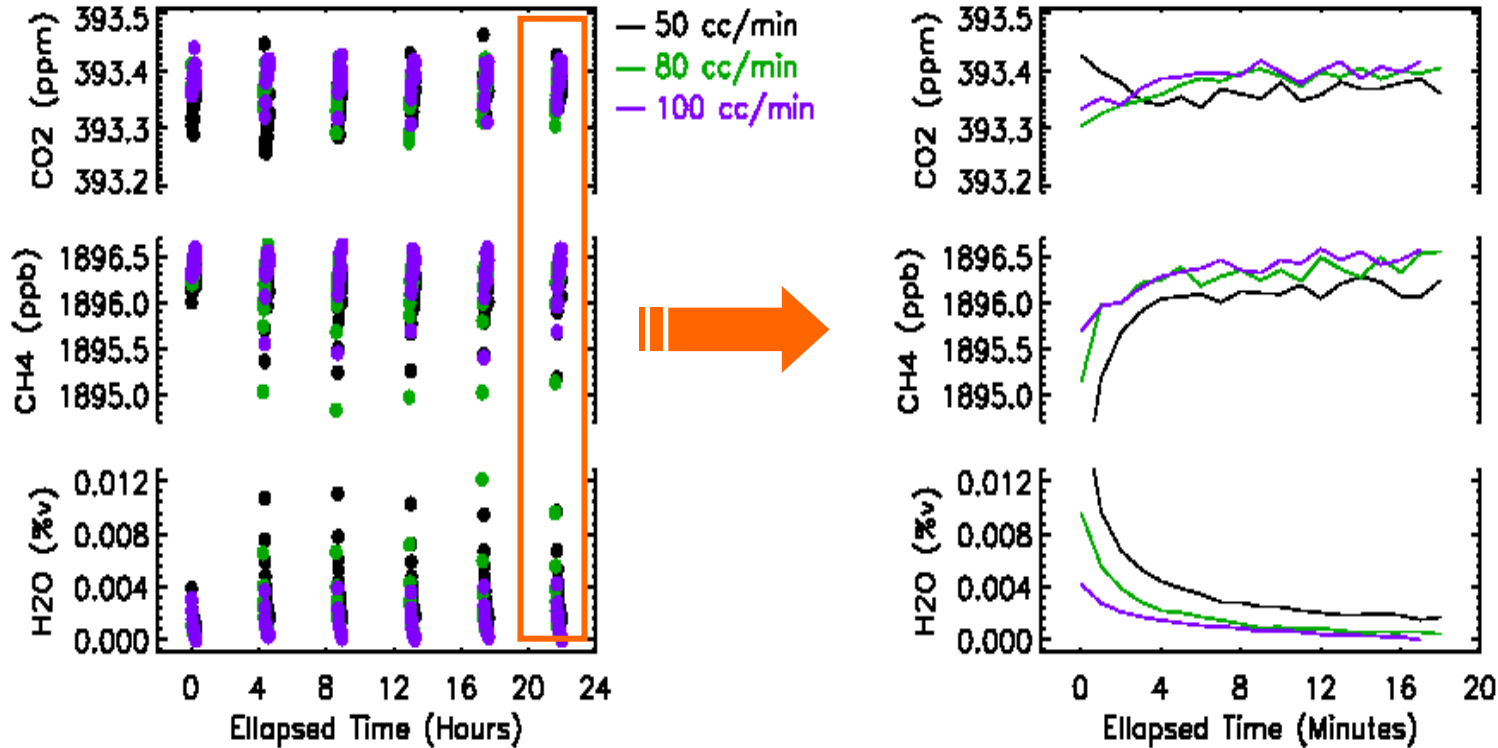 CO2 (ppm)
393.5
393.4
393.3
393.2
CH4 (ppb)
1896.5
1896.0
1895.5
1895.0
H2O (%v)
0.012
0.008
0.004
0.000
0 4 8 12 16 20 24
Ellapsed Time (Hours)
50 cc/min
80 cc/min
100 cc/min
CO2 (ppm)
393.5
393.4
393.3
393.2
CH4 (ppb)
1896.5
1896.0
1895.5
1895.0
H2O (%v)
0.012
0.008
0.004
0.000
0 4 8 12 16 20
Ellapsed Time (Minutes)